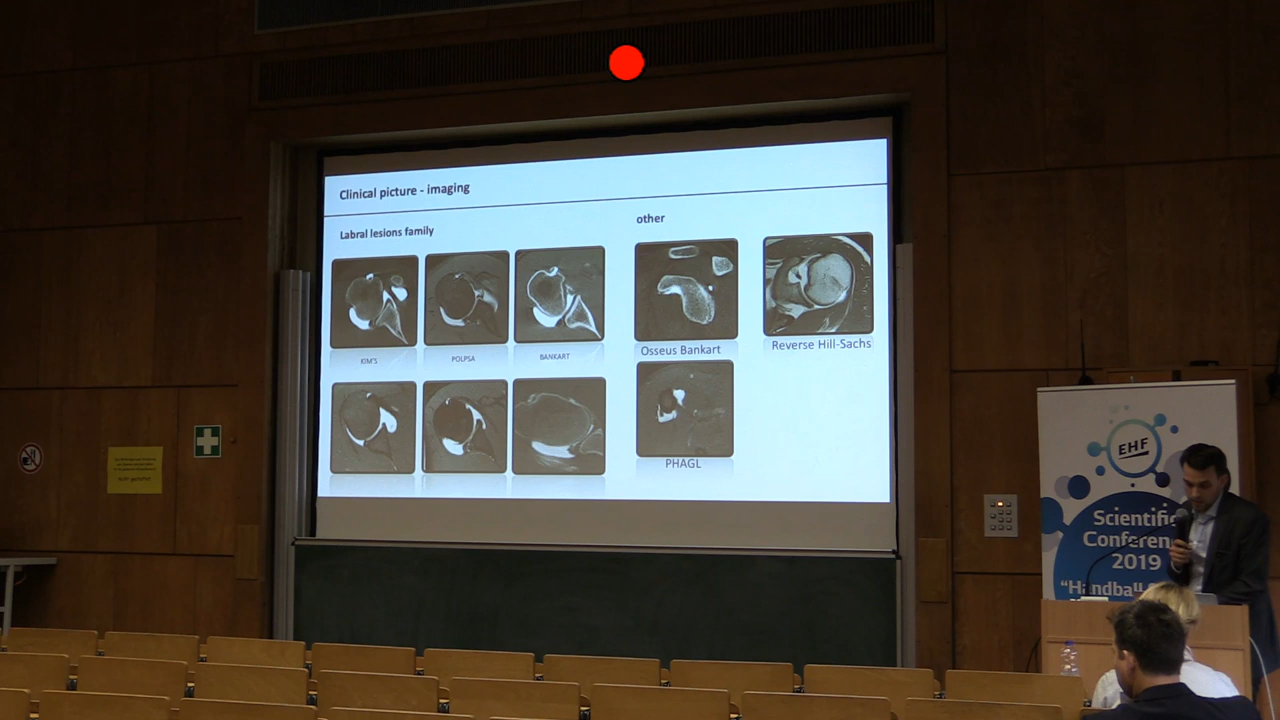 Clinical picture - imaging
Labral lesions family
other
KIM'S
POLPSA
BANKART
Osseus Bankart
Reverse Hill-Sachs
PHAGL
EHF
Scientific
Conferen
2019
"Handball